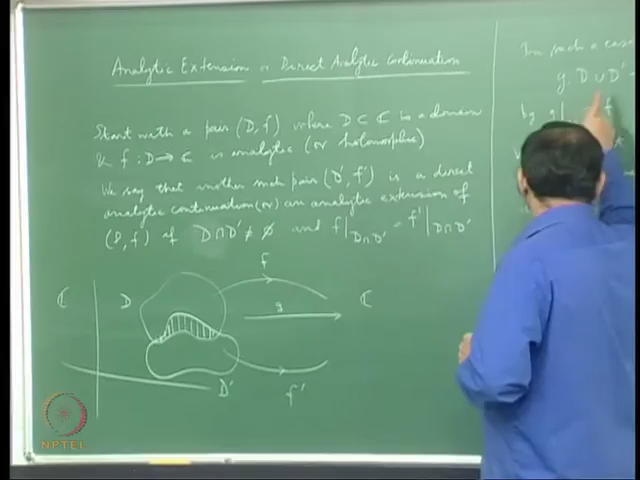 Analytic Extension or Direct Analytic Continuation
Start with a pair (D, f) where D ⊂ ℂ is a domain
& f : D → ℂ is analytic (or holomorphic)
We say that another such pair (D', f') is a direct
analytic continuation (or) an analytic extension of
(D, f) if D∩D' ≠ ∅ and f|D∩D' = f'|D∩D'
f
ℂ
D
g
ℂ
D'
f'
In such a case
g: D ∪ D'
by g|
f
NPTEL